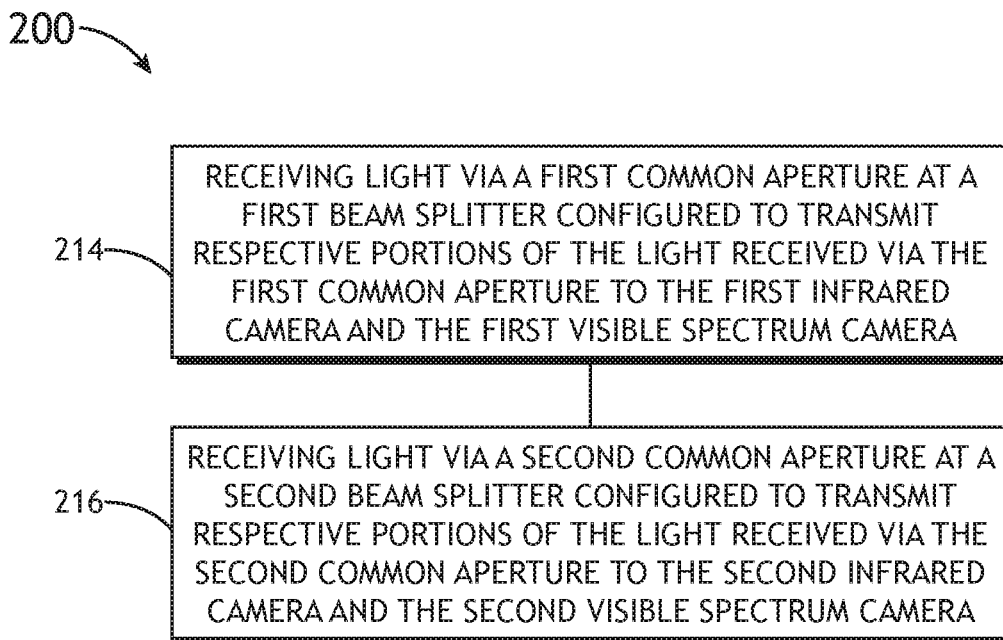 200
214
RECEIVING LIGHT VIA A FIRST COMMON APERTURE AT A
FIRST BEAM SPLITTER CONFIGURED TO TRANSMIT
RESPECTIVE PORTIONS OF THE LIGHT RECEIVED VIA THE
FIRST COMMON APERTURE TO THE FIRST INFRARED
CAMERA AND THE FIRST VISIBLE SPECTRUM CAMERA
216
RECEIVING LIGHT VIA A SECOND COMMON APERTURE AT A
SECOND BEAM SPLITTER CONFIGURED TO TRANSMIT
RESPECTIVE PORTIONS OF THE LIGHT RECEIVED VIA THE
SECOND COMMON APERTURE TO THE SECOND INFRARED
CAMERA AND THE SECOND VISIBLE SPECTRUM CAMERA